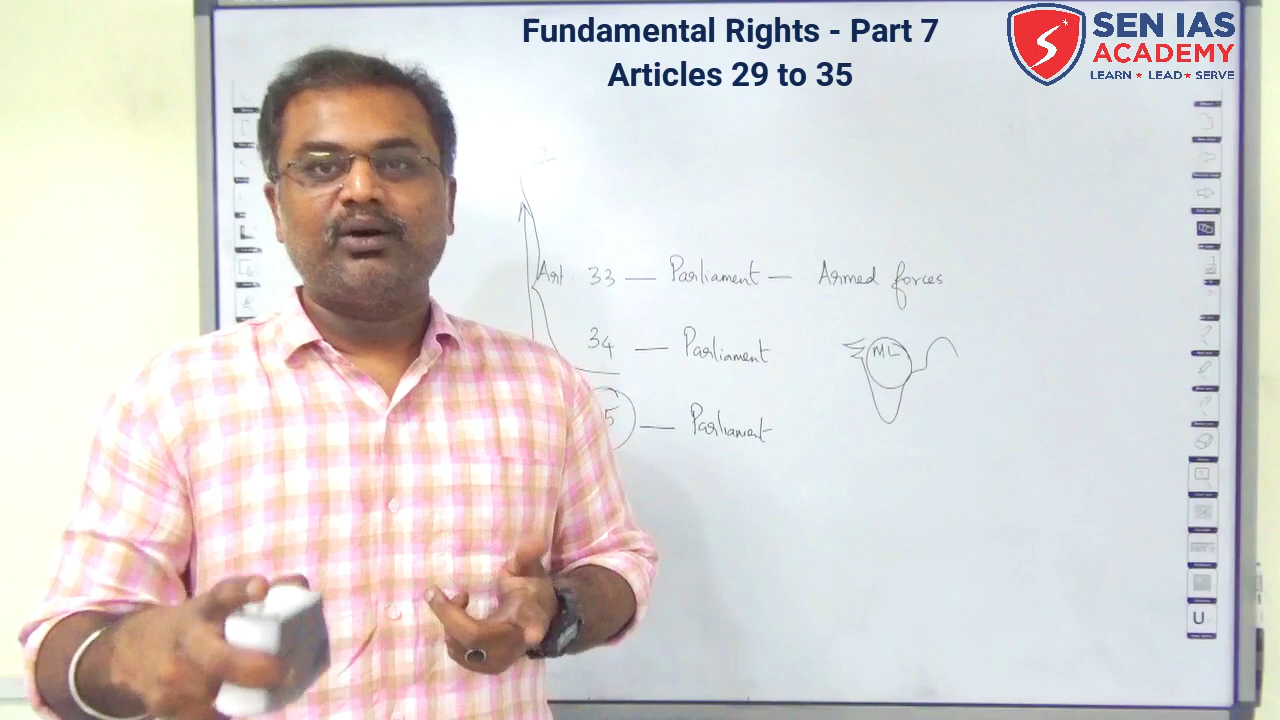 Fundamental Rights - Part 7
Articles 29 to 35
SEN IAS
ACADEMY
LEARN ★ LEAD ★ SERVE
Art 33 — Parliament — Armed forces
34 — Parliament
ML
5 — Parliament
U